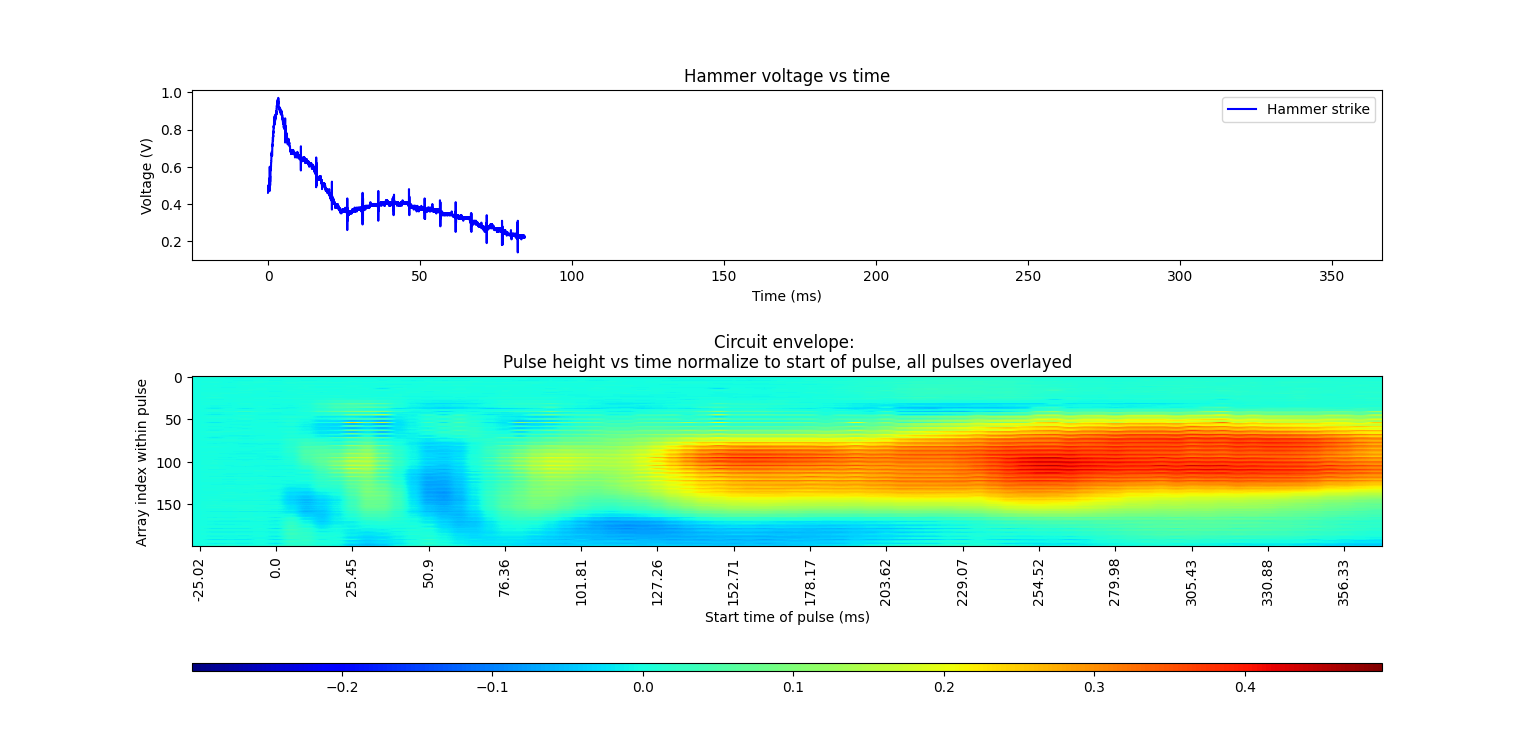 Hammer voltage vs time
Hammer strike
Voltage (V)
1.0
0.8
0.6
0.4
0.2
0 50 100 150 200 250 300 350
Time (ms)
Circuit envelope:
Pulse height vs time normalize to start of pulse, all pulses overlayed
Array index within pulse
0
50
100
150
-25.02 0.0 25.45 50.9 76.36 101.81 127.26 152.71 178.17 203.62 229.07 254.52 279.98 305.43 330.88 356.33
Start time of pulse (ms)
−0.2 −0.1 0.0 0.1 0.2 0.3 0.4